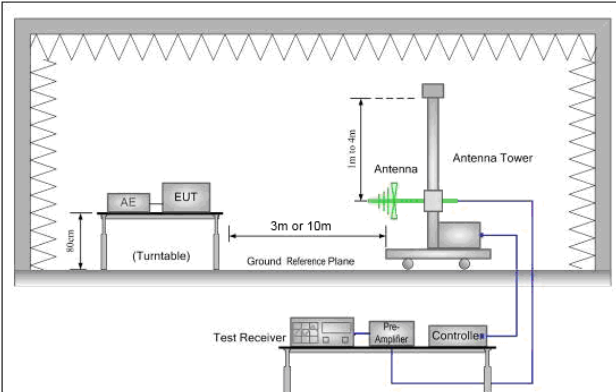 1m to 4m
Antenna
Antenna Tower
AE
EUT
3m or 10m
80cm
(Turntable)
Ground Reference Plane
Test Receiver
Pre-
Amplifier
Controlle